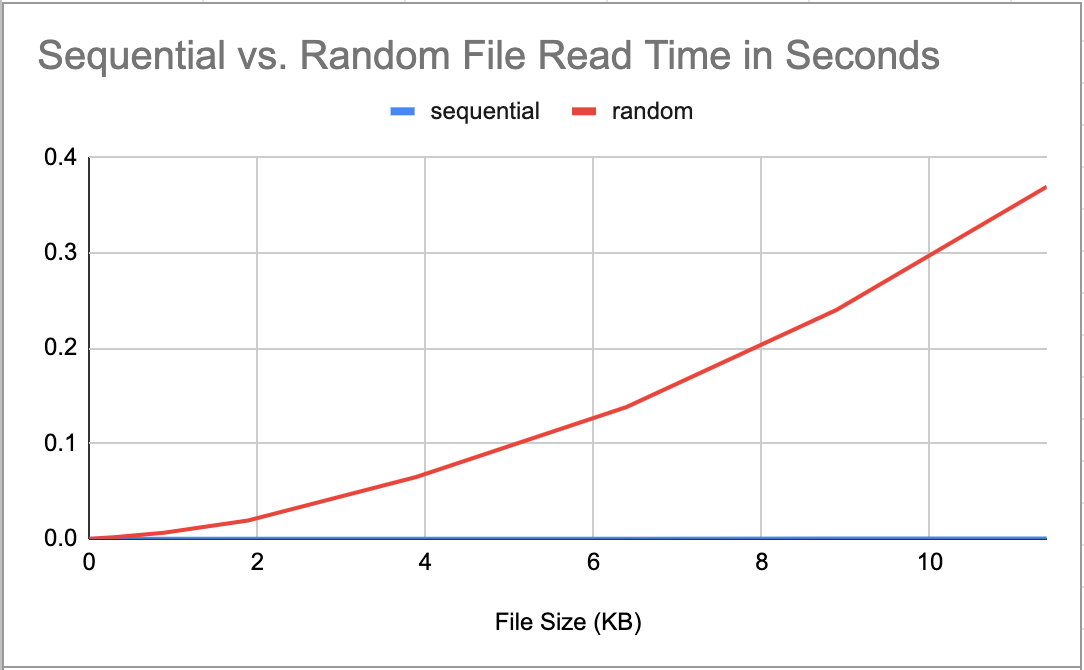 Sequential vs. Random File Read Time in Seconds
sequential random
0.4
0.3
0.2
0.1
0.0
0 2 4 6 8 10
File Size (KB)